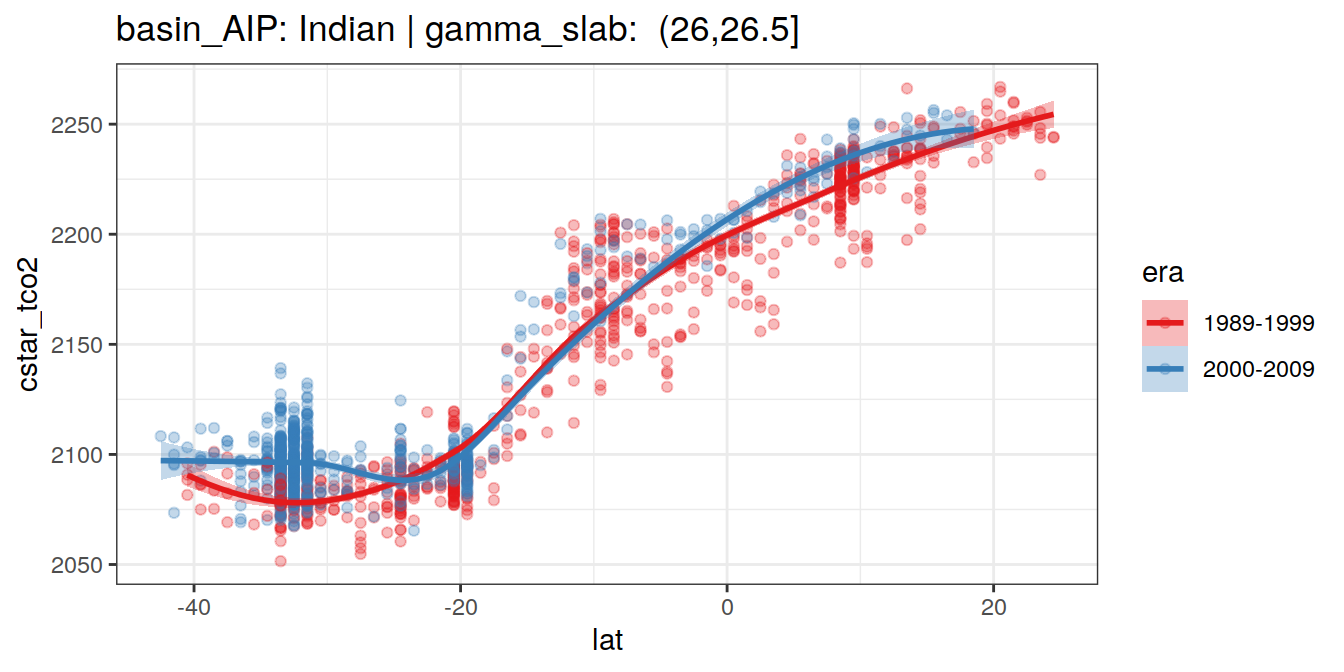 basin_AIP: Indian | gamma_slab:  (26,26.5]
cstar_tco2
2250
2200
2150
2100
2050
-40
-20
0
20
lat
era
1989-1999
2000-2009